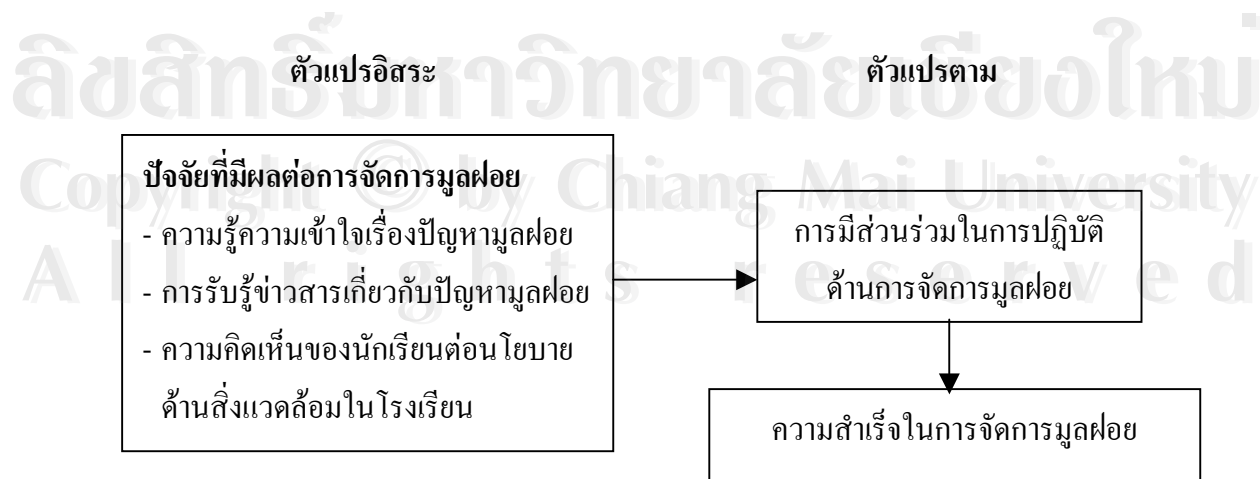 ลิขสิทธิ์มหาวิทยาลัยเชียงใหม่
Copyright © by Chiang Mai University
All rights reserved
ตัวแปรอิสระ
ตัวแปรตาม
ปัจจัยที่มีผลต่อการจัดการมูลฝอย
- ความรู้ความเข้าใจเรื่องปัญหามูลฝอย
- การรับรู้ข่าวสารเกี่ยวกับปัญหามูลฝอย
- ความคิดเห็นของนักเรียนต่อนโยบาย
ด้านสิ่งแวดล้อมในโรงเรียน
การมีส่วนร่วมในการปฏิบัติ
ด้านการจัดการมูลฝอย
ความสำเร็จในการจัดการมูลฝอย